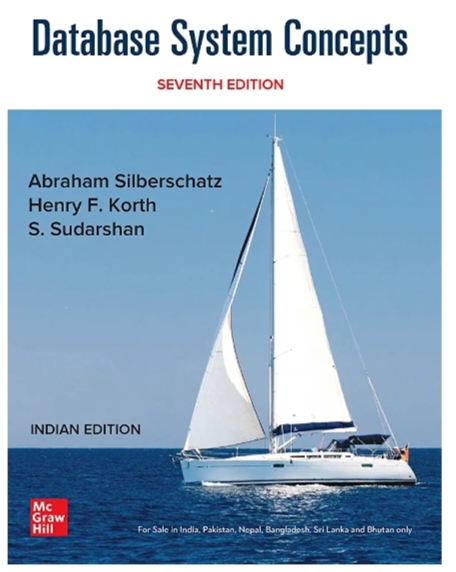 Database System Concepts
SEVENTH EDITION
Abraham Silberschatz
Henry F. Korth
S. Sudarshan
INDIAN EDITION
Mc
Graw
Hill
For Sale in India, Pakistan, Nepal, Bangladesh, Sri Lanka and Bhutan only